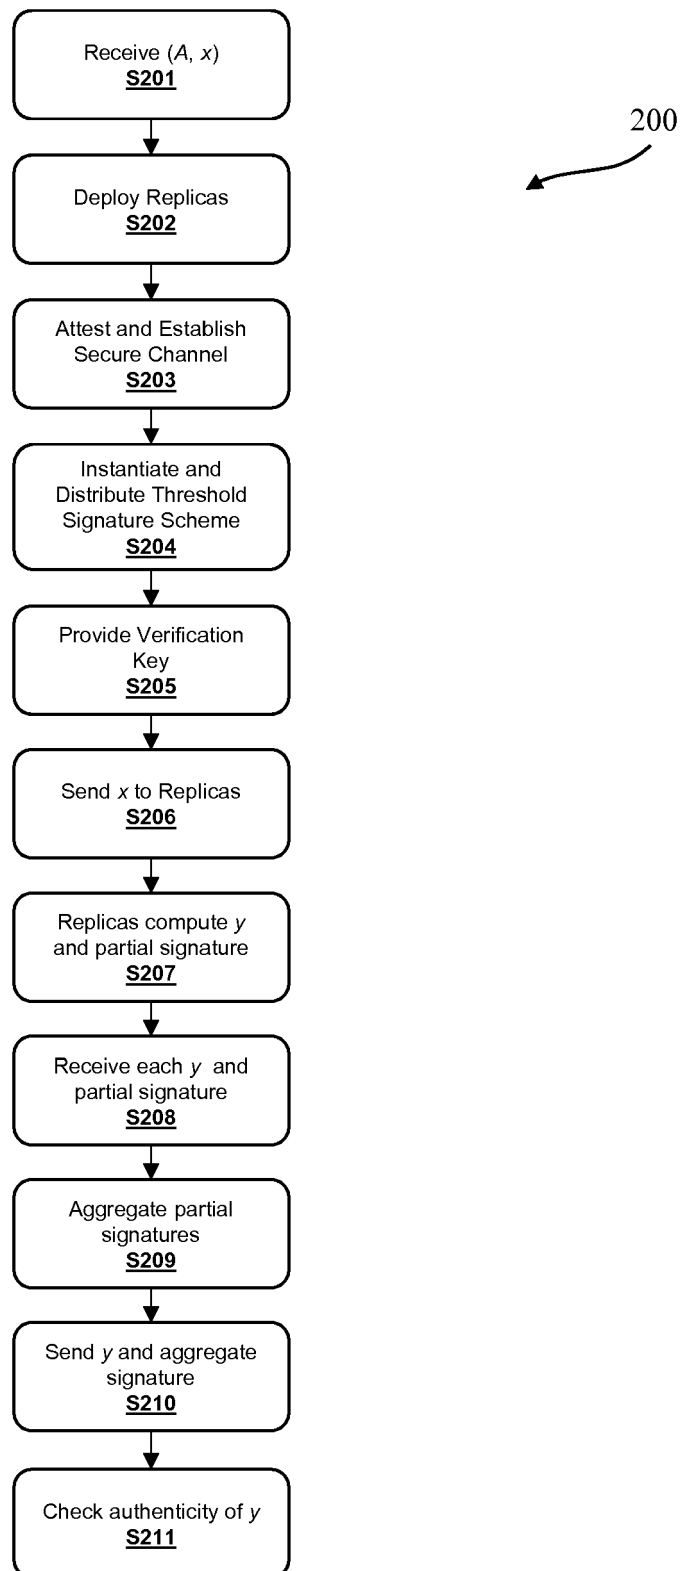 Receive (A, x)
S201
200
Deploy Replicas
S202
Attest and Establish
Secure Channel
S203
Instantiate and
Distribute Threshold
Signature Scheme
S204
Provide Verification
Key
S205
Send x to Replicas
S206
Replicas compute y
and partial signature
S207
Receive each y and
partial signature
S208
Aggregate partial
signatures
S209
Send y and aggregate
signature
S210
Check authenticity of y
S211